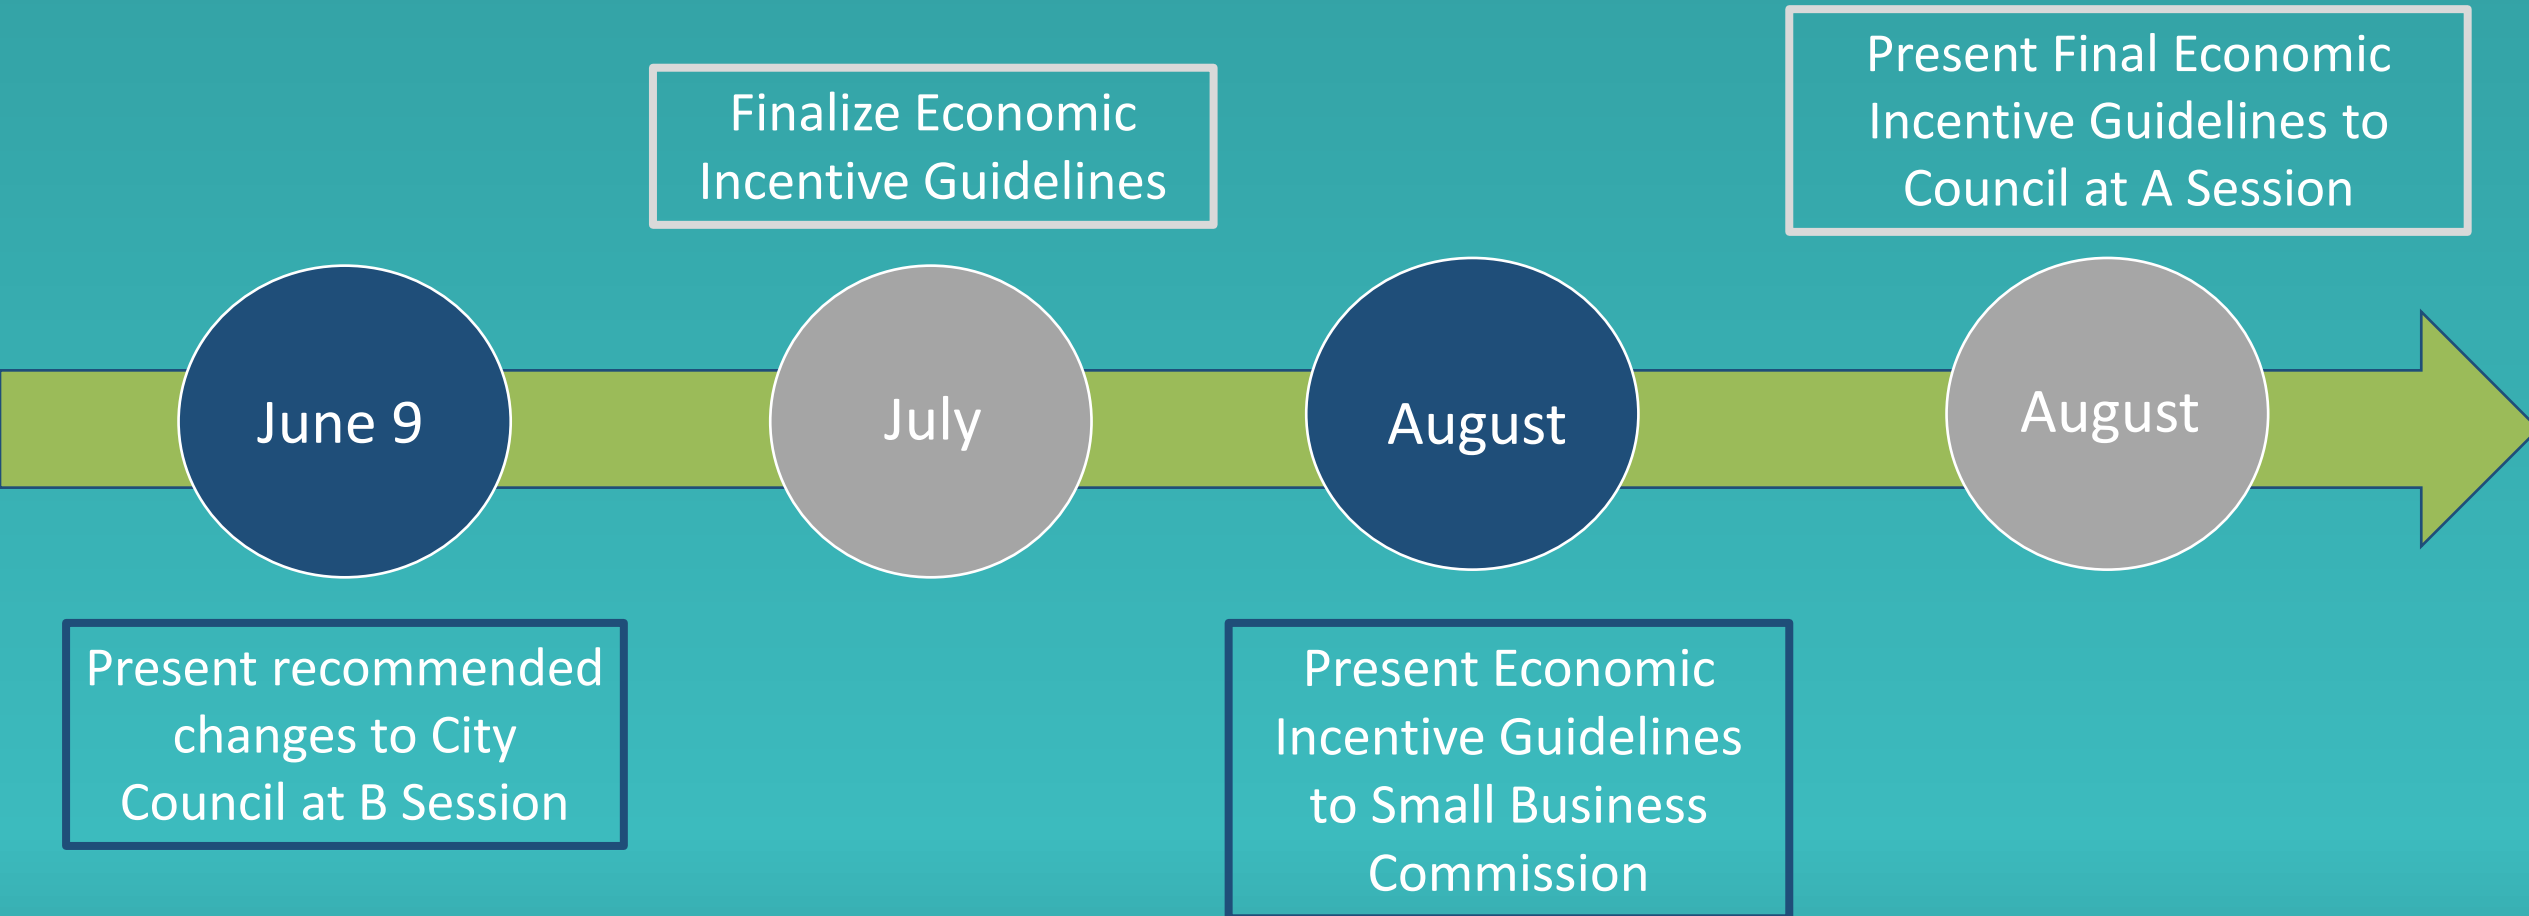 Present Final Economic
Incentive Guidelines to
Council at A Session
Finalize Economic
Incentive Guidelines
June 9
July
August
August
Present recommended
changes to City
Council at B Session
Present Economic
Incentive Guidelines
to Small Business
Commission